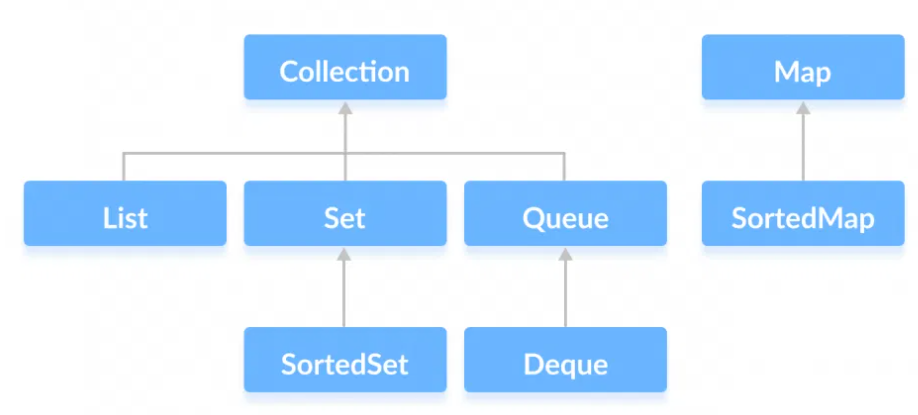 Collection
Map
List
Set
Queue
SortedMap
SortedSet
Deque